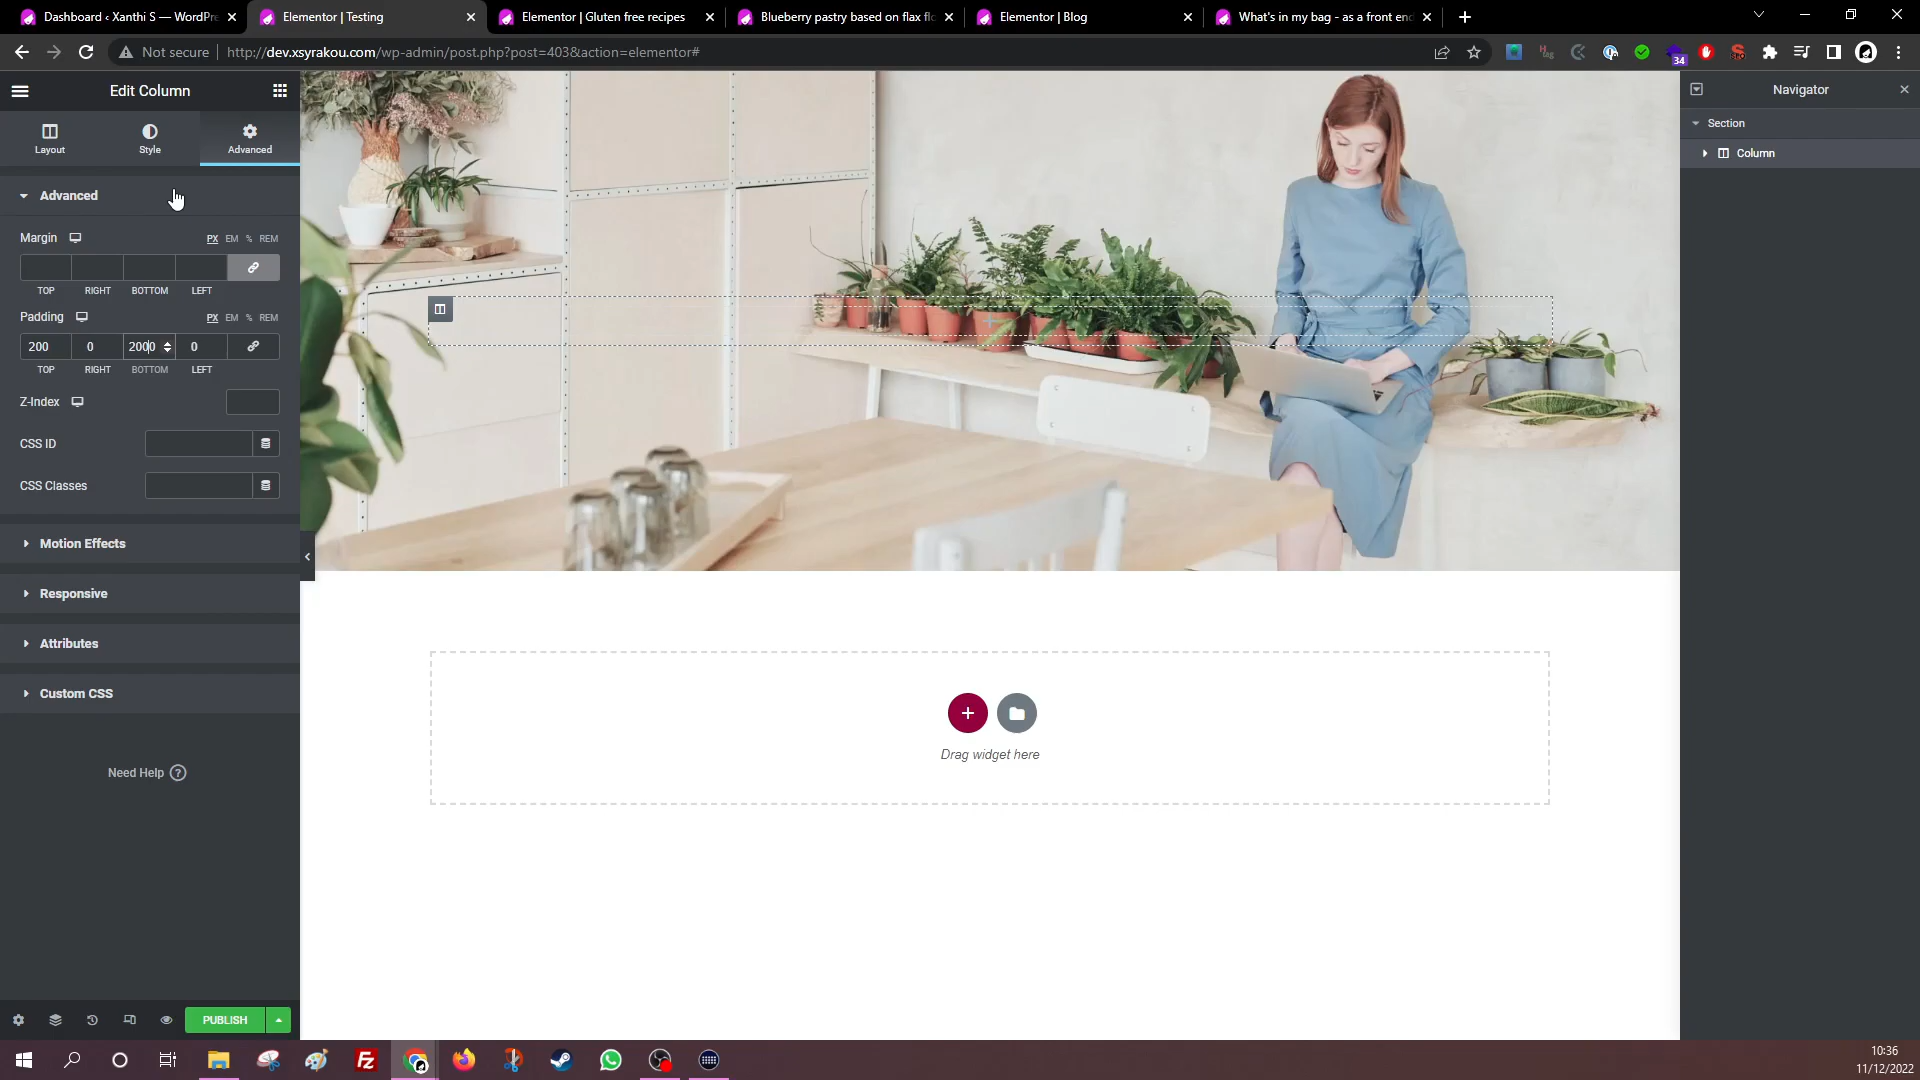 Dashboard ‹ Xanthi S — WordPre
Elementor | Testing
Elementor | Gluten free recipes
Blueberry pastry based on flax flo
Elementor | Blog
What's in my bag - as a front end
Not secure
http://dev.xsyrakou.com/wp-admin/post.php?post=403&action=elementor#
34
Edit Column
Navigator
Layout
Style
Advanced
Section
Column
Advanced
Margin
PX EM % REM
TOP RIGHT BOTTOM LEFT
Padding
PX EM % REM
200 0 2000 0
TOP RIGHT BOTTOM LEFT
Z-Index
CSS ID
CSS Classes
Motion Effects
Responsive
Attributes
Custom CSS
Need Help ?
Drag widget here
PUBLISH
10:36
11/12/2022